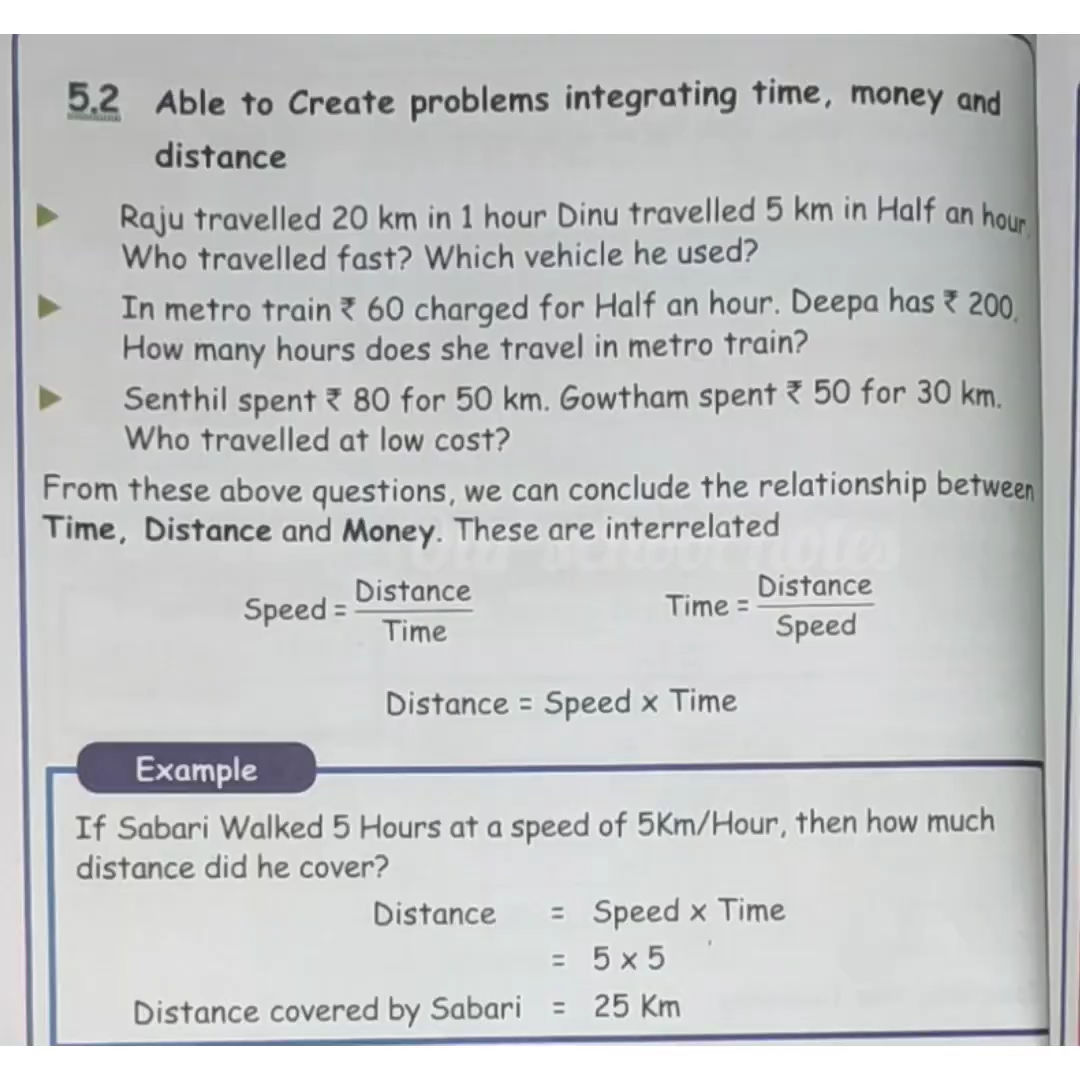 5.2 Able to Create problems integrating time, money and
distance
Raju travelled 20 km in 1 hour Dinu travelled 5 km in Half an hour.
Who travelled fast? Which vehicle he used?
In metro train ₹ 60 charged for Half an hour. Deepa has ₹ 200.
How many hours does she travel in metro train?
Senthil spent ₹ 80 for 50 km. Gowtham spent ₹ 50 for 30 km.
Who travelled at low cost?
From these above questions, we can conclude the relationship between
Time, Distance and Money. These are interrelated
Speed = Distance / Time
Time = Distance / Speed
Distance = Speed x Time
Example
If Sabari Walked 5 Hours at a speed of 5Km/Hour, then how much
distance did he cover?
Distance = Speed x Time
= 5 x 5
Distance covered by Sabari = 25 Km